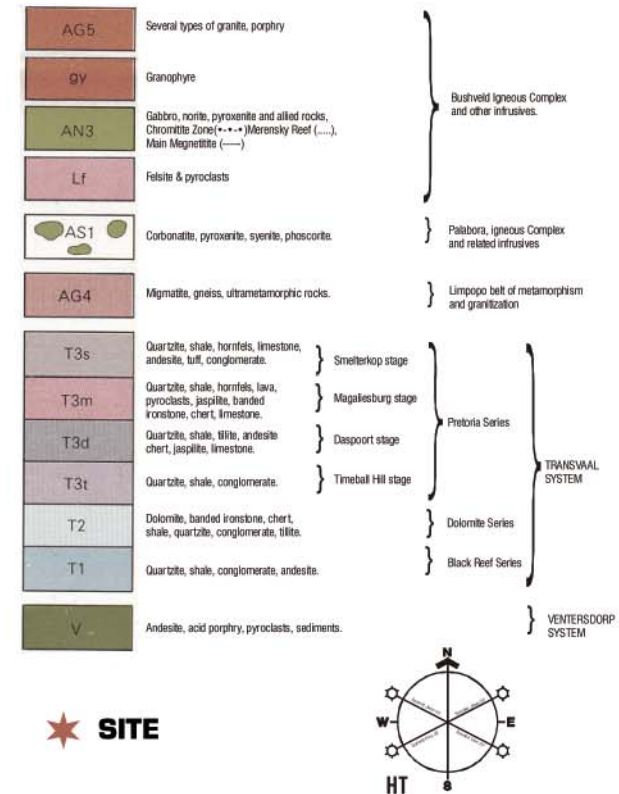 AG5
Several types of granite, porphry
gy
Granophyre
AN3
Gabbro, norite, pyroxenite and allied rocks,
Chromitite Zone(•-•-•)Merensky Reef (.....),
Main Megnetitite (-----)
Lf
Felsite & pyroclasts
Bushveld Igneous Complex
and other infrusives.
AS1
Carbonatite, pyroxenite, syenite, phoscorite.
Palabora, igneous Complex
and related infrusives
AG4
Migmatite, gneiss, ultrametamorphic rocks.
Limpopo belt of metamorphism
and granitization
T3s
Quartzite, shale, hornfels, limestone,
andesite, tuff, conglomerate.
Smelterkop stage
T3m
Quartzite, shale, hornfels, lava,
pyroclasts, jaspilite, banded
ironstone, chert, limestone.
Magaliesburg stage
T3d
Quartzite, shale, tillite, andesite
chert, jaspilite, limestone.
Daspoort stage
T3t
Quartzite, shale, conglomerate.
Timeball Hill stage
Pretoria Series
T2
Dolomite, banded ironstone, chert,
shale, quartzite, conglomerate, tillite.
Dolomite Series
T1
Quartzite, shale, conglomerate, andesite.
Black Reef Series
TRANSVAAL
SYSTEM
V
Andesite, acid porphry, pyroclasts, sediments.
VENTERSDORP
SYSTEM
SITE
N
W
E
S
HT